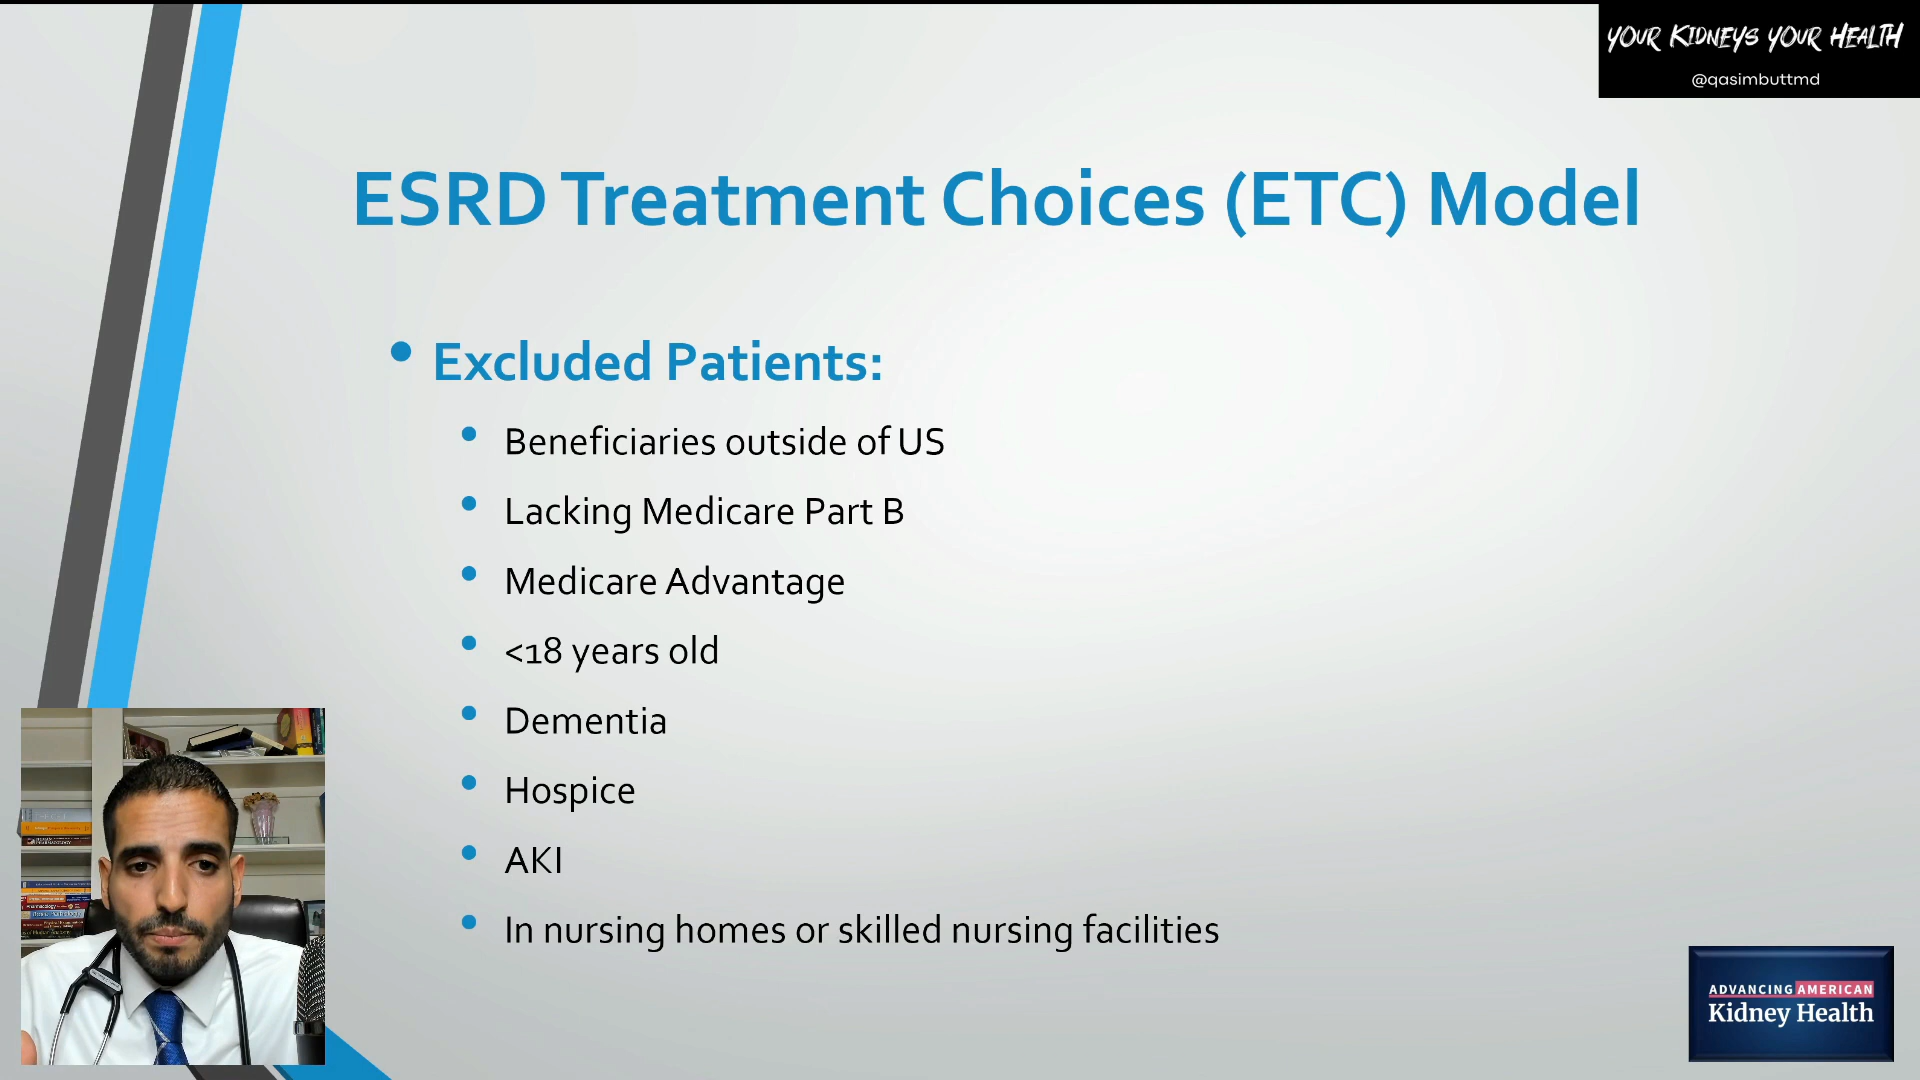 YOUR KIDNEYS YOUR HEALTH
@qasimbuttmd
ESRD Treatment Choices (ETC) Model
• Excluded Patients:
• Beneficiaries outside of US
• Lacking Medicare Part B
• Medicare Advantage
• <18 years old
• Dementia
• Hospice
• AKI
• In nursing homes or skilled nursing facilities
ADVANCING AMERICAN
Kidney Health